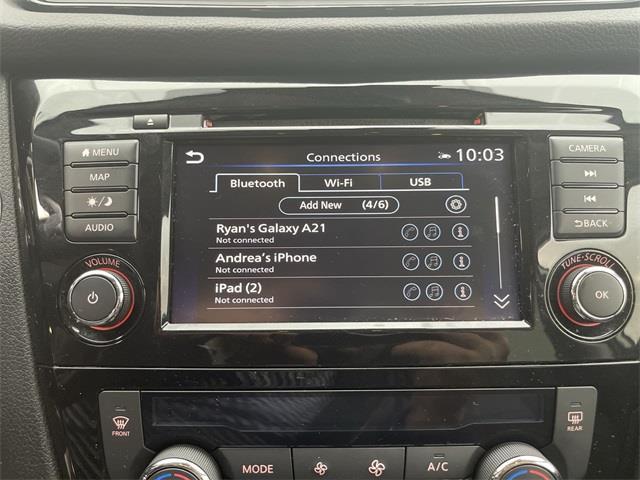 MENU
MAP
AUDIO
VOLUME
Connections 10:03
Bluetooth Wi-Fi USB
Add New (4/6)
Ryan's Galaxy A21
Not connected
Andrea's iPhone
Not connected
iPad (2)
Not connected
CAMERA
BACK
TUNE•SCROLL
OK
FRONT
MODE
A/C
REAR